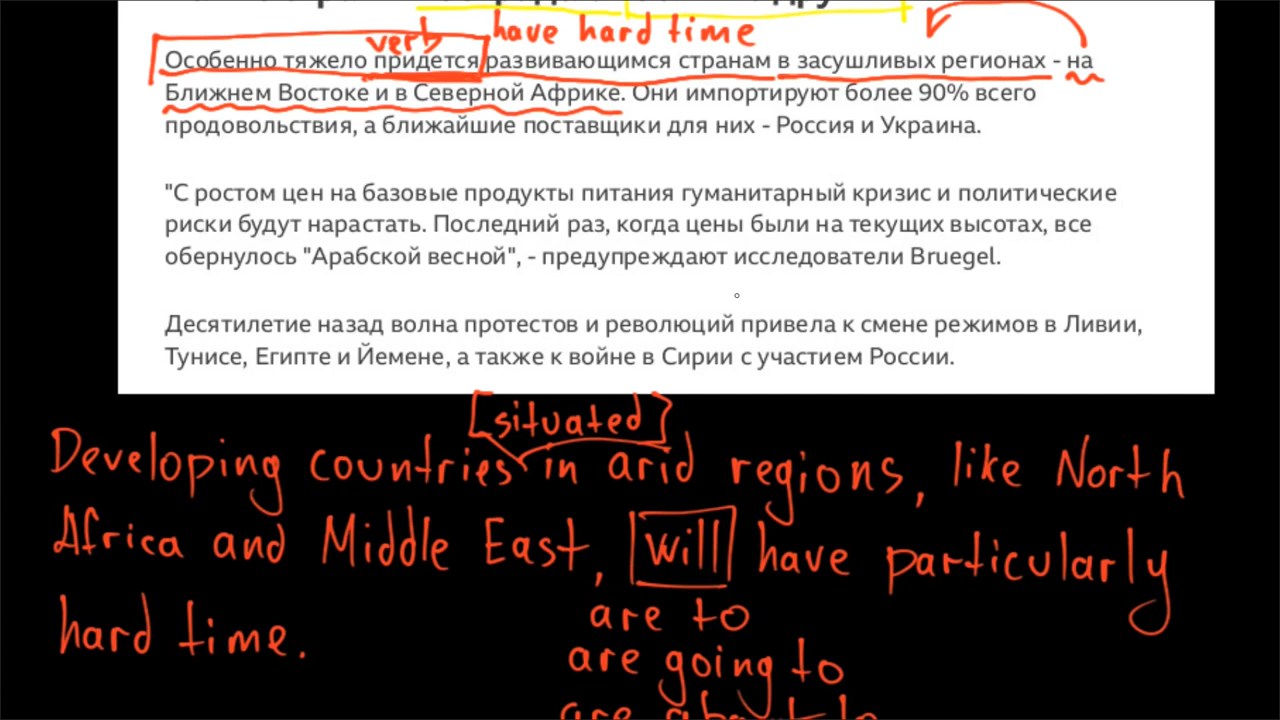 have hard time
verb
Особенно тяжело придется развивающимся странам в засушливых регионах - на
Ближнем Востоке и в Северной Африке. Они импортируют более 90% всего
продовольствия, а ближайшие поставщики для них - Россия и Украина.
"С ростом цен на базовые продукты питания гуманитарный кризис и политические
риски будут нарастать. Последний раз, когда цены были на текущих высотах, все
обернулось "Арабской весной", - предупреждают исследователи Bruegel.
Десятилетие назад волна протестов и революций привела к смене режимов в Ливии,
Тунисе, Египте и Йемене, а также к войне в Сирии с участием России.
[situated]
Developing countries in arid regions, like North
Africa and Middle East, will have particularly
hard time.
are to
are going to
are about to